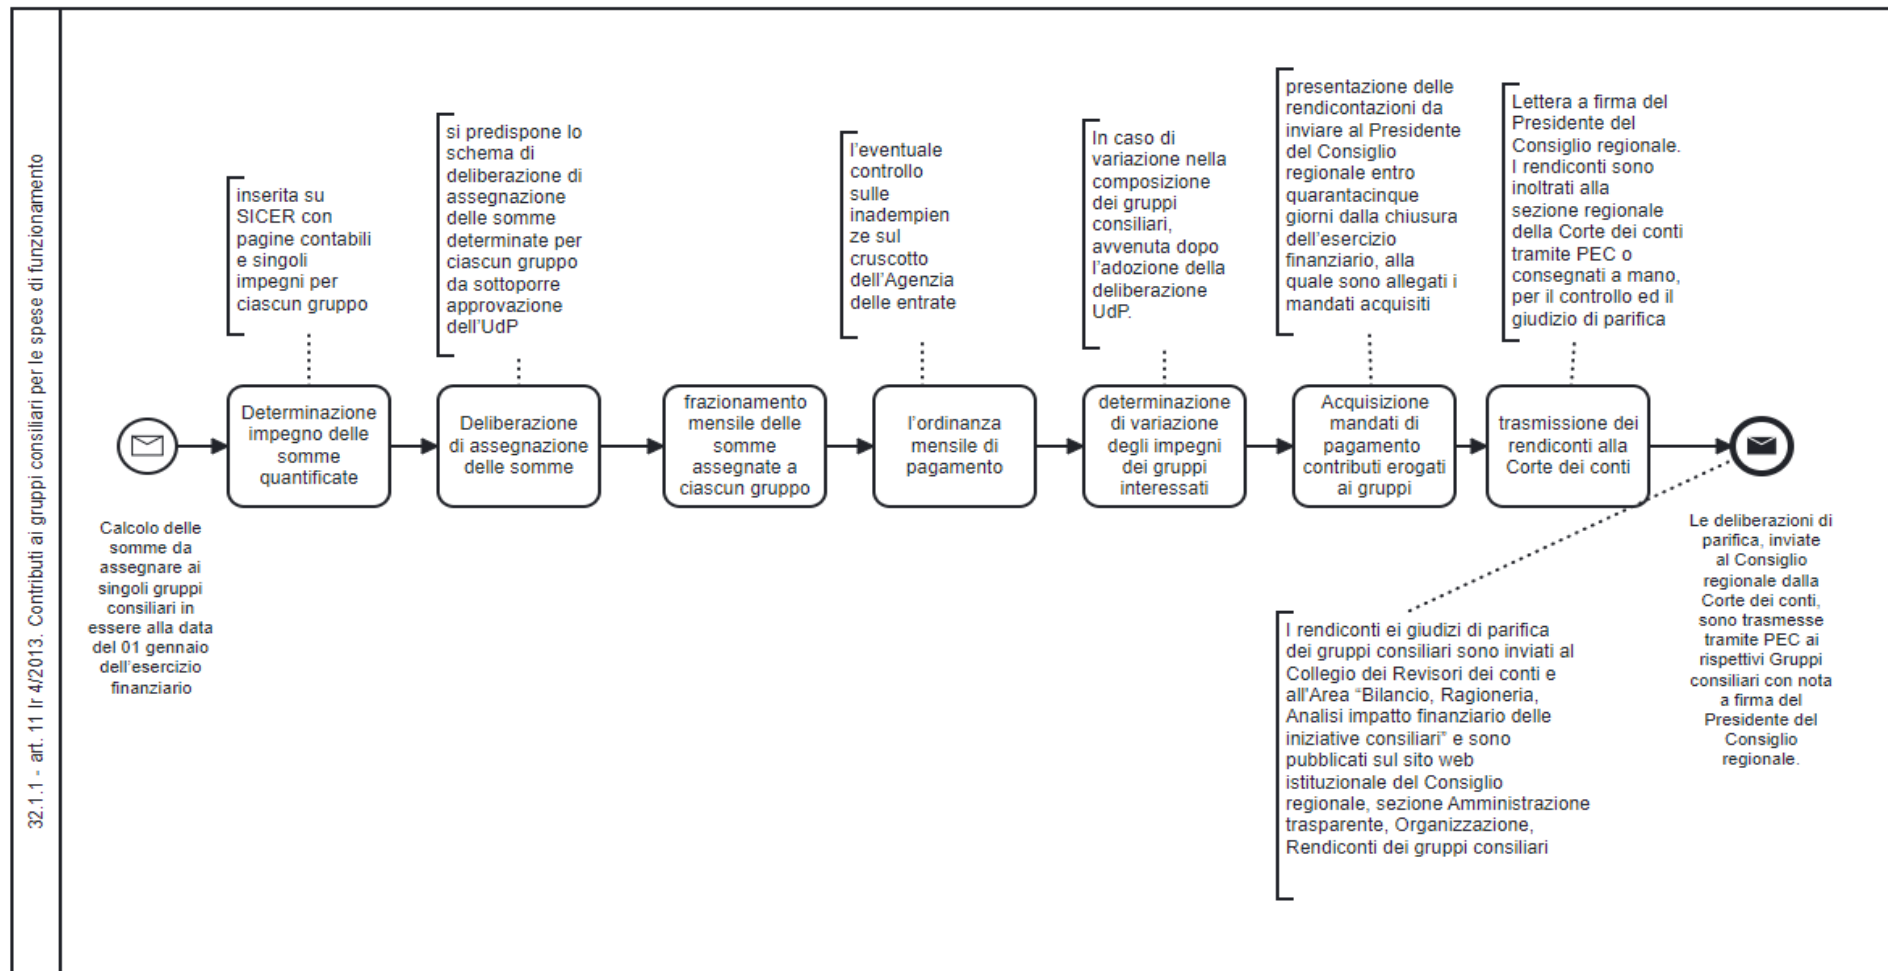 32.1.1 - art. 11 lr 4/2013. Contributi ai gruppi consiliari per le spese di funzionamento
Calcolo delle
somme da
assegnare ai
singoli gruppi
consiliari in
essere alla data
del 01 gennaio
dell'esercizio
finanziario
inserita su
SICER con
pagine contabili
e singoli
impegni per
ciascun gruppo
Determinazione
impegno delle
somme
quantificate
si predispone lo
schema di
deliberazione di
assegnazione
delle somme
determinate per
ciascun gruppo
da sottoporre
approvazione
dell'UdP
Deliberazione
di assegnazione
delle somme
frazionamento
mensile delle
somme
assegnate a
ciascun gruppo
l'eventuale
controllo
sulle
inadempien
ze sul
cruscotto
dell'Agenzia
delle entrate
l'ordinanza
mensile di
pagamento
In caso di
variazione nella
composizione
dei gruppi
consiliari,
avvenuta dopo
l'adozione della
deliberazione
UdP.
determinazione
di variazione
degli impegni
dei gruppi
interessati
presentazione delle
rendicontazioni da
inviare al Presidente
del Consiglio
regionale entro
quarantacinque
giorni dalla chiusura
dell'esercizio
finanziario, alla
quale sono allegati i
mandati acquisiti
Acquisizione
mandati di
pagamento
contributi erogati
ai gruppi
Lettera a firma del
Presidente del
Consiglio regionale.
I rendiconti sono
inoltrati alla
sezione regionale
della Corte dei conti
tramite PEC o
consegnati a mano,
per il controllo ed il
giudizio di parifica
trasmissione dei
rendiconti alla
Corte dei conti
Le deliberazioni di
parifica, inviate
al Consiglio
regionale dalla
Corte dei conti,
sono trasmesse
tramite PEC ai
rispettivi Gruppi
consiliari con nota
a firma del
Presidente del
Consiglio
regionale.
I rendiconti ei giudizi di parifica
dei gruppi consiliari sono inviati al
Collegio dei Revisori dei conti e
all'Area “Bilancio, Ragioneria,
Analisi impatto finanziario delle
iniziative consiliari” e sono
pubblicati sul sito web
istituzionale del Consiglio
regionale, sezione Amministrazione
trasparente, Organizzazione,
Rendiconti dei gruppi consiliari